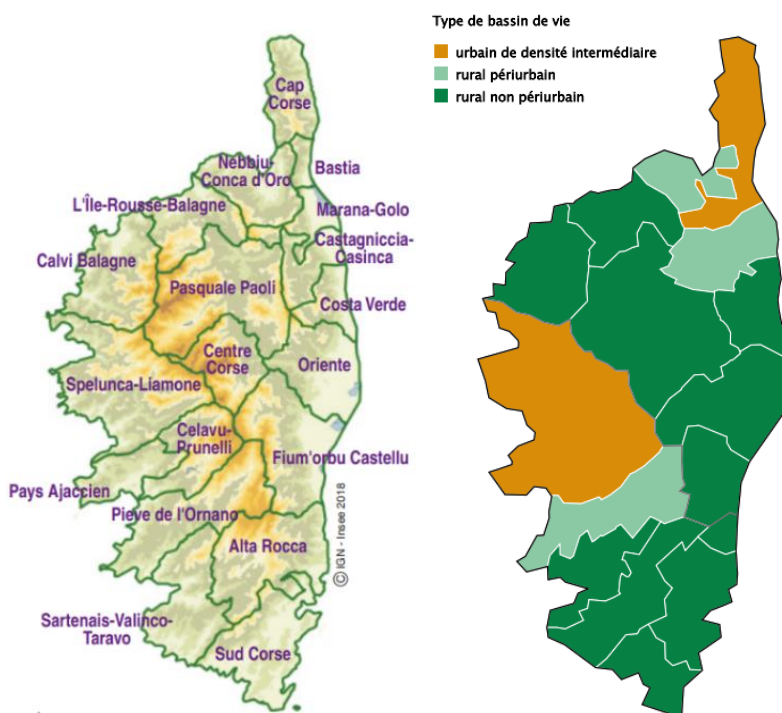 Type de bassin de vie
urbain de densité intermédiaire
rural périurbain
rural non périurbain
Cap
Corse
Nebbiu-
Conca d'Oro
Bastia
L'Île-Rousse-Balagne
Marana-Golo
Castagniccia-
Casinca
Calvi Balagne
Pasquale Paoli
Costa Verde
Centre
Corse
Oriente
Spelunca-Liamone
Celavu-
Prunelli
Fium'orbu Castellu
Pays Ajaccien
Pieve de l'Ornano
Alta Rocca
© IGN - Insee 2018
Sartenais-Valinco-
Taravo
Sud Corse